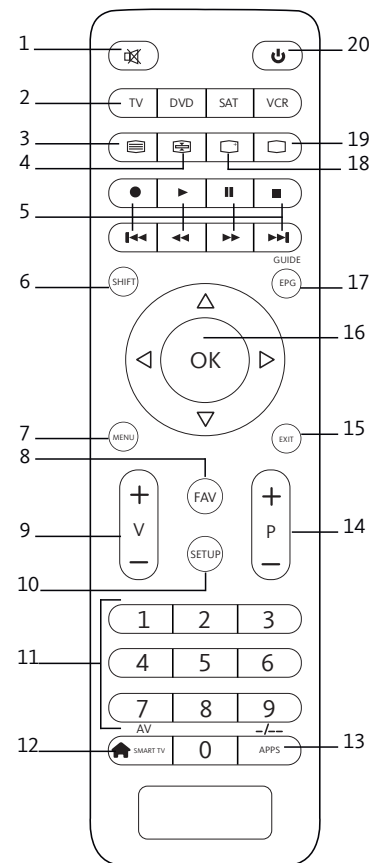 1
20
2
TV DVD SAT VCR
3
19
4
18
5
GUIDE
6
SHIFT
EPG
17
16
OK
7
MENU
EXIT
15
8
FAV
+
+
9
V
P
14
−
−
SETUP
10
1 2 3
11
4 5 6
7 8 9
AV
-/--
12
SMART TV
0
APPS
13